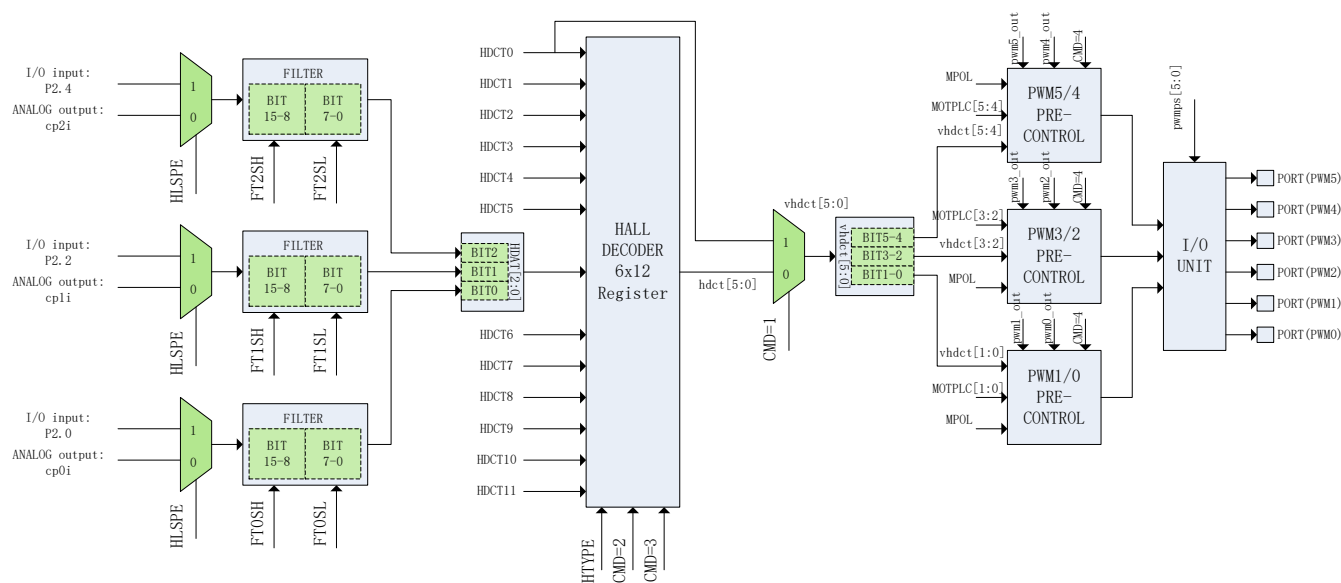 I/O input:
P2.4
ANALOG output:
cp2i
1
0
HLSPE
FILTER
BIT
15-8
BIT
7-0
FT2SH
FT2SL
I/O input:
P2.2
ANALOG output:
cp1i
1
0
HLSPE
FILTER
BIT
15-8
BIT
7-0
FT1SH
FT1SL
I/O input:
P2.0
ANALOG output:
cp0i
1
0
HLSPE
FILTER
BIT
15-8
BIT
7-0
FT0SH
FT0SL
BIT2
BIT1
BIT0
HDAT[2:0]
HDCT0
HDCT1
HDCT2
HDCT3
HDCT4
HDCT5
HDCT6
HDCT7
HDCT8
HDCT9
HDCT10
HDCT11
HALL
DECODER
6x12
Register
HTYPE
CMD=2
CMD=3
hdct[5:0]
1
0
CMD=1
vhdct[5:0]
vhdct[5:0]
BIT5-4
BIT3-2
BIT1-0
pwm5_out
pwm4_out
CMD=4
MPOL
MOTPLC[5:4]
vhdct[5:4]
PWM5/4
PRE-
CONTROL
pwm3_out
pwm2_out
CMD=4
MOTPLC[3:2]
vhdct[3:2]
MPOL
PWM3/2
PRE-
CONTROL
pwm1_out
pwm0_out
CMD=4
vhdct[1:0]
MOTPLC[1:0]
MPOL
PWM1/0
PRE-
CONTROL
pwmps[5:0]
I/O
UNIT
PORT(PWM5)
PORT(PWM4)
PORT(PWM3)
PORT(PWM2)
PORT(PWM1)
PORT(PWM0)